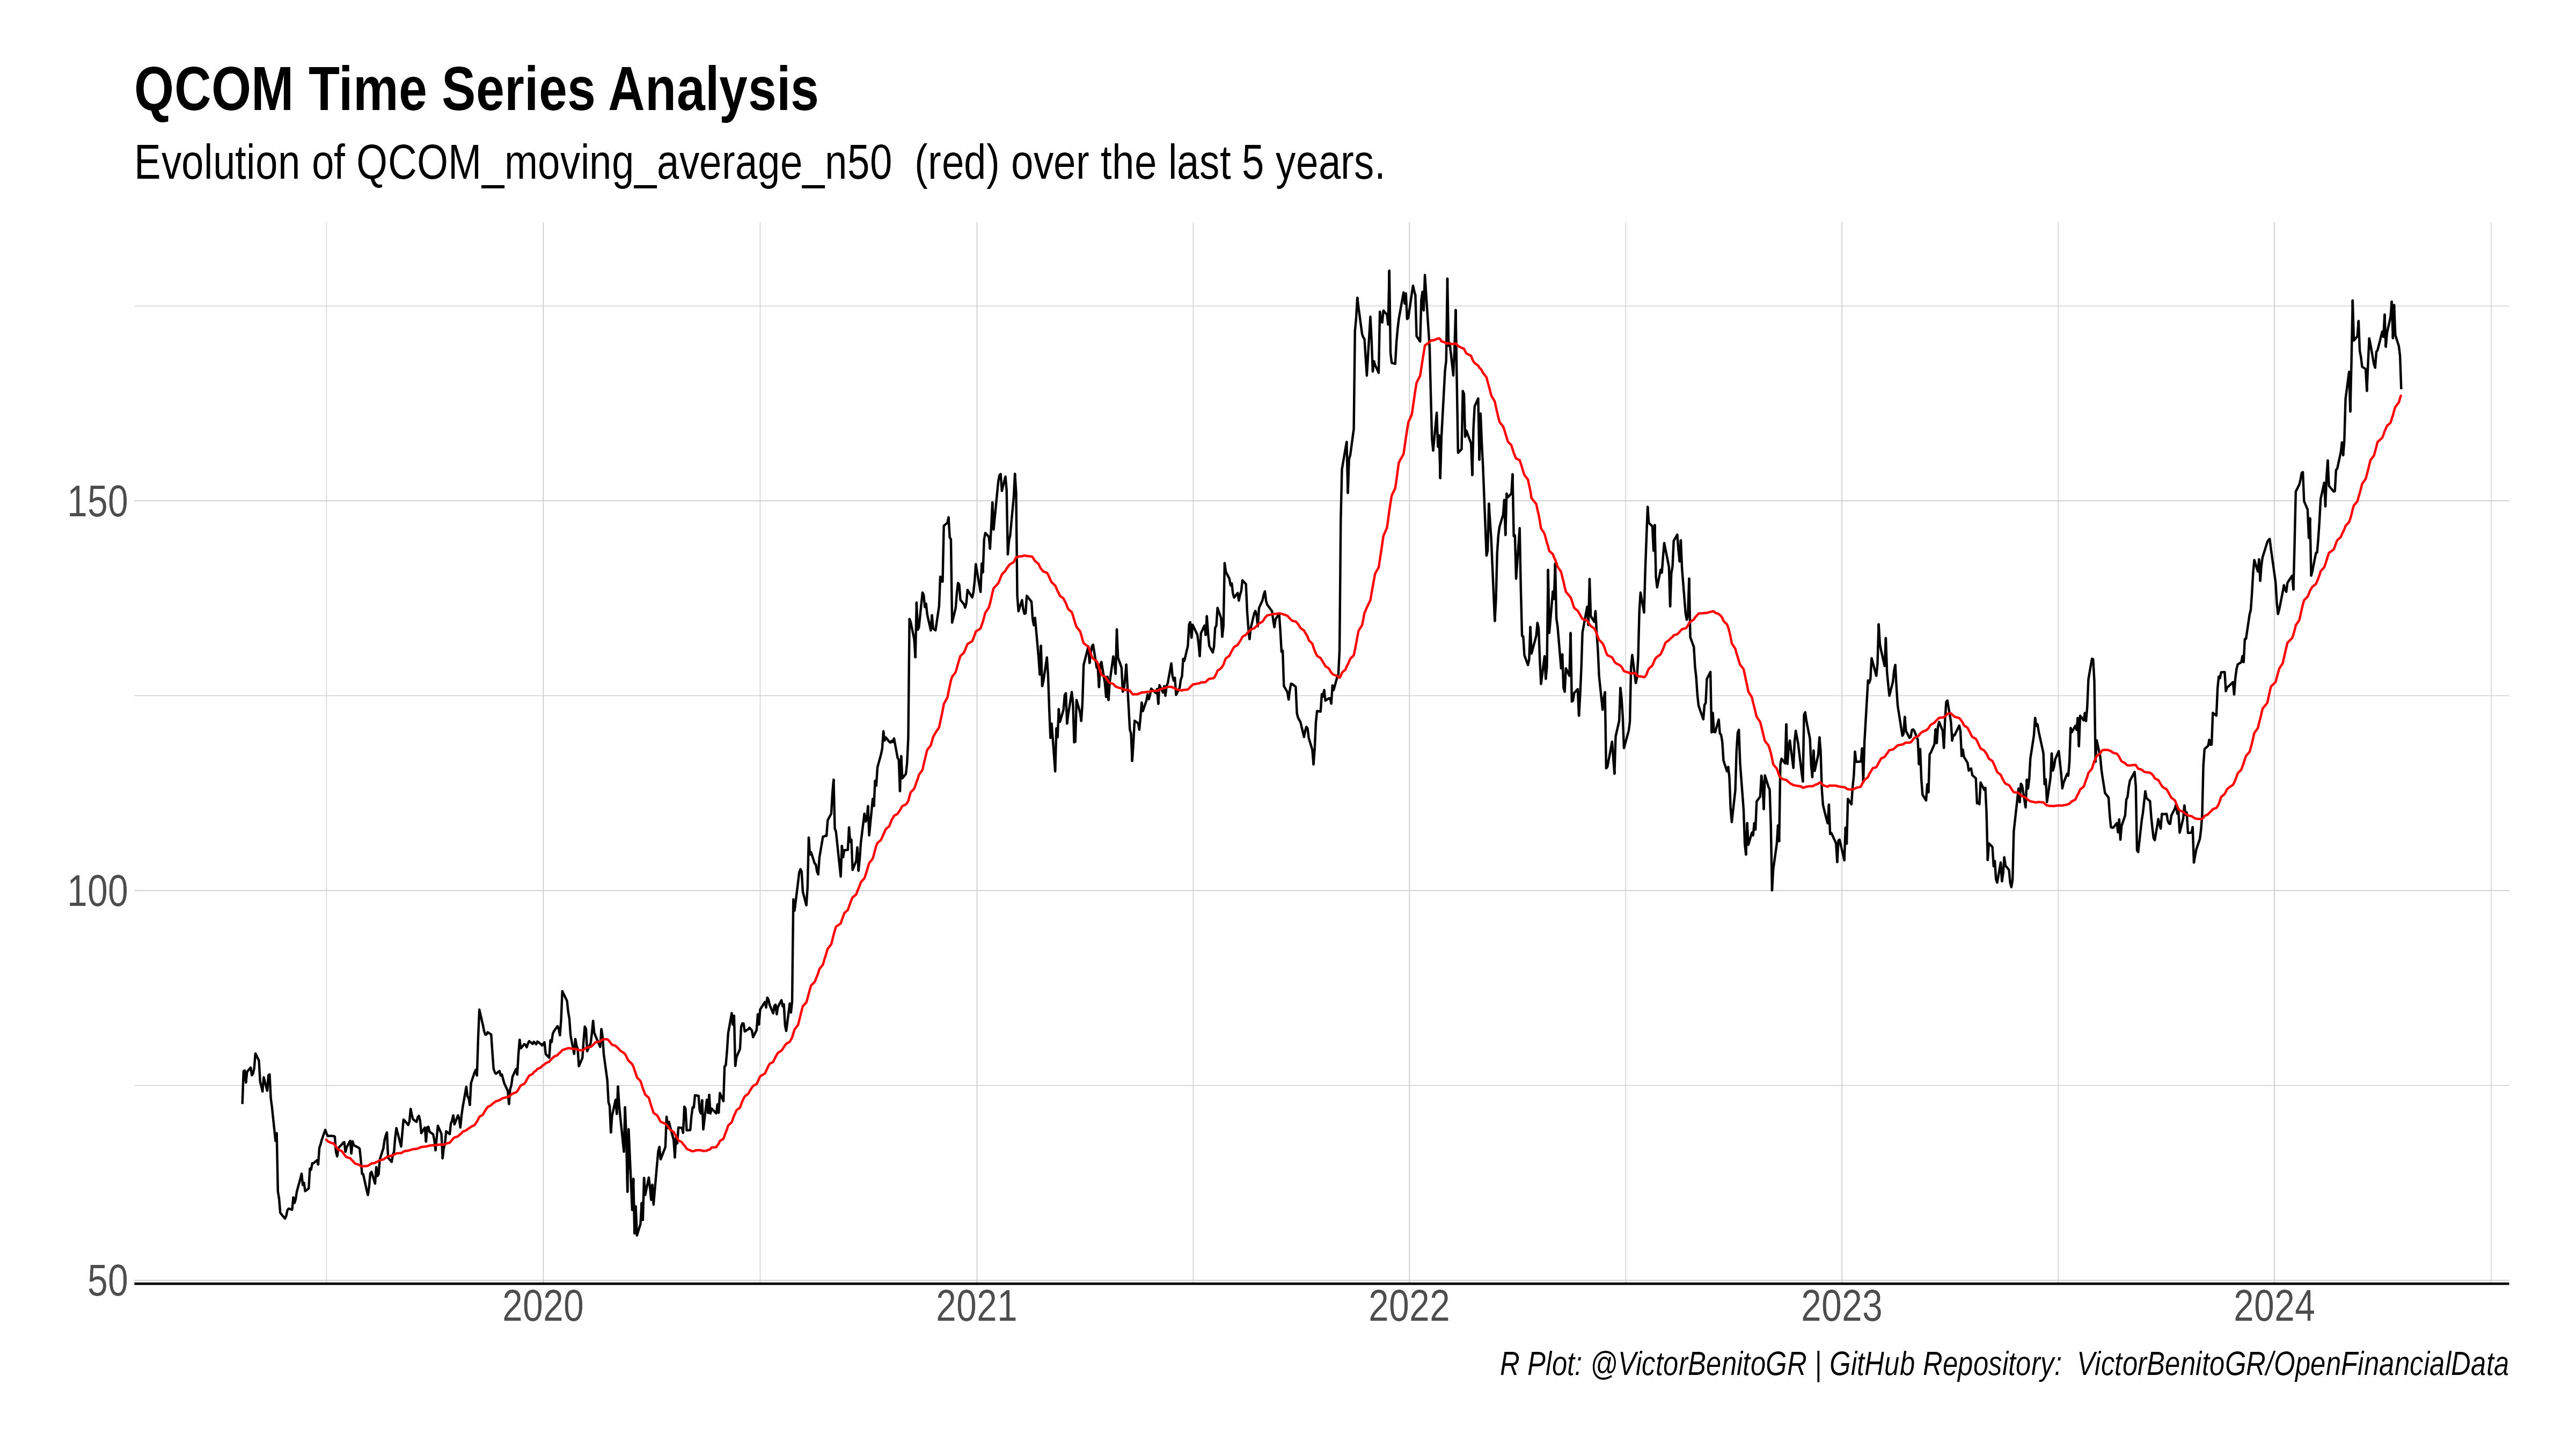 QCOM Time Series Analysis
Evolution of QCOM_moving_average_n50  (red) over the last 5 years.
150
100
50
2020 2021 2022 2023 2024
R Plot: @VictorBenitoGR | GitHub Repository:  VictorBenitoGR/OpenFinancialData